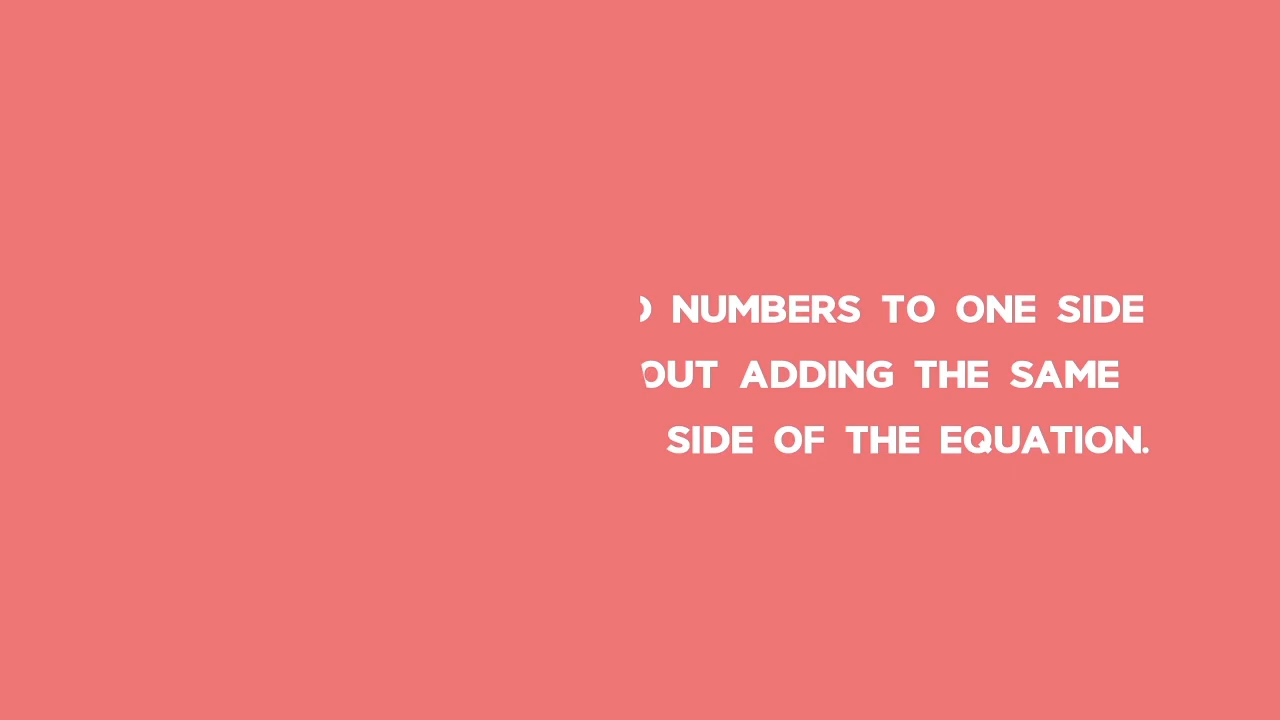 NUMBERS TO ONE SIDE
ADDING THE SAME
SIDE OF THE EQUATION.